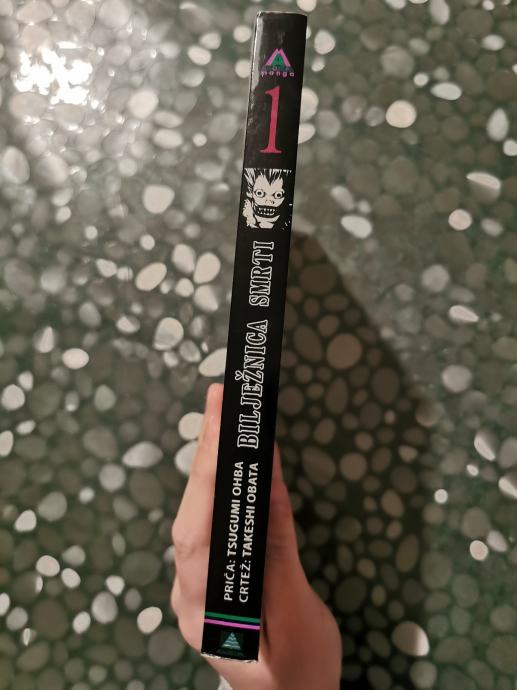 manga
1
BILJEŽNICA SMRTI
PRIČA: TSUGUMI OHBA
CRTEŽ: TAKESHI OBATA